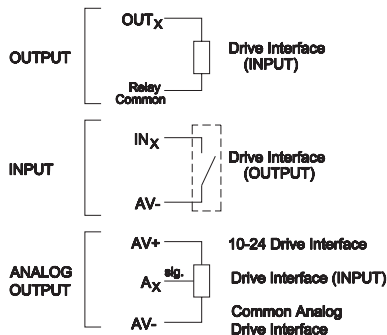 OUTPUT
OUTX
Relay
Common
Drive Interface
(INPUT)
INPUT
INX
AV-
Drive Interface
(OUTPUT)
ANALOG
OUTPUT
AV+
10-24 Drive Interface
AX
sig.
Drive Interface (INPUT)
AV-
Common Analog
Drive Interface